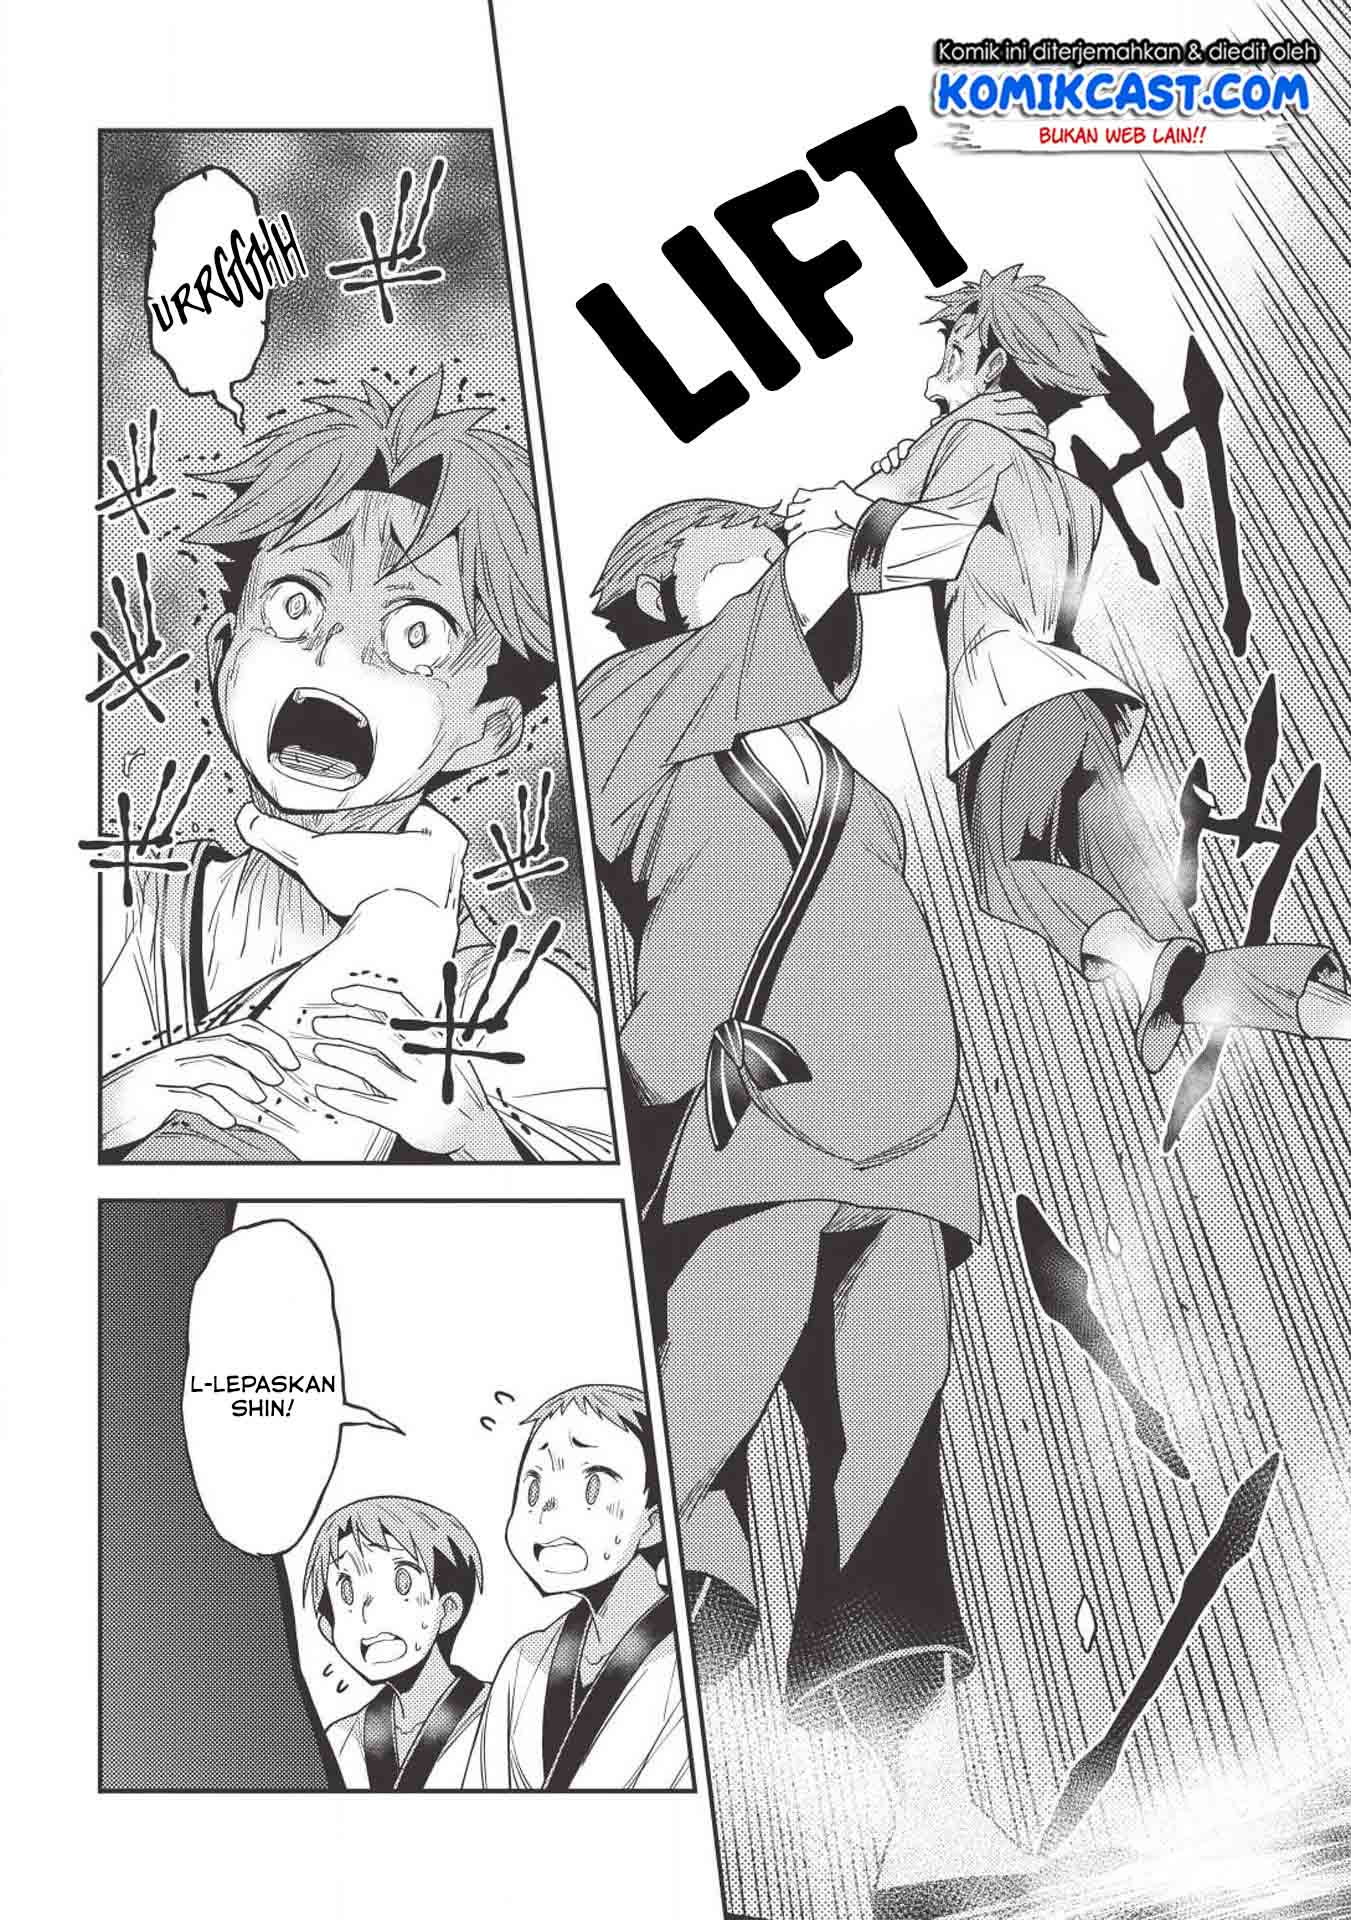 Komik ini diterjemahkan & diedit oleh
KOMIKCAST.COM
BUKAN WEB LAIN!!
LIFT
URRGGHH
L-LEPASKAN
SHIN!